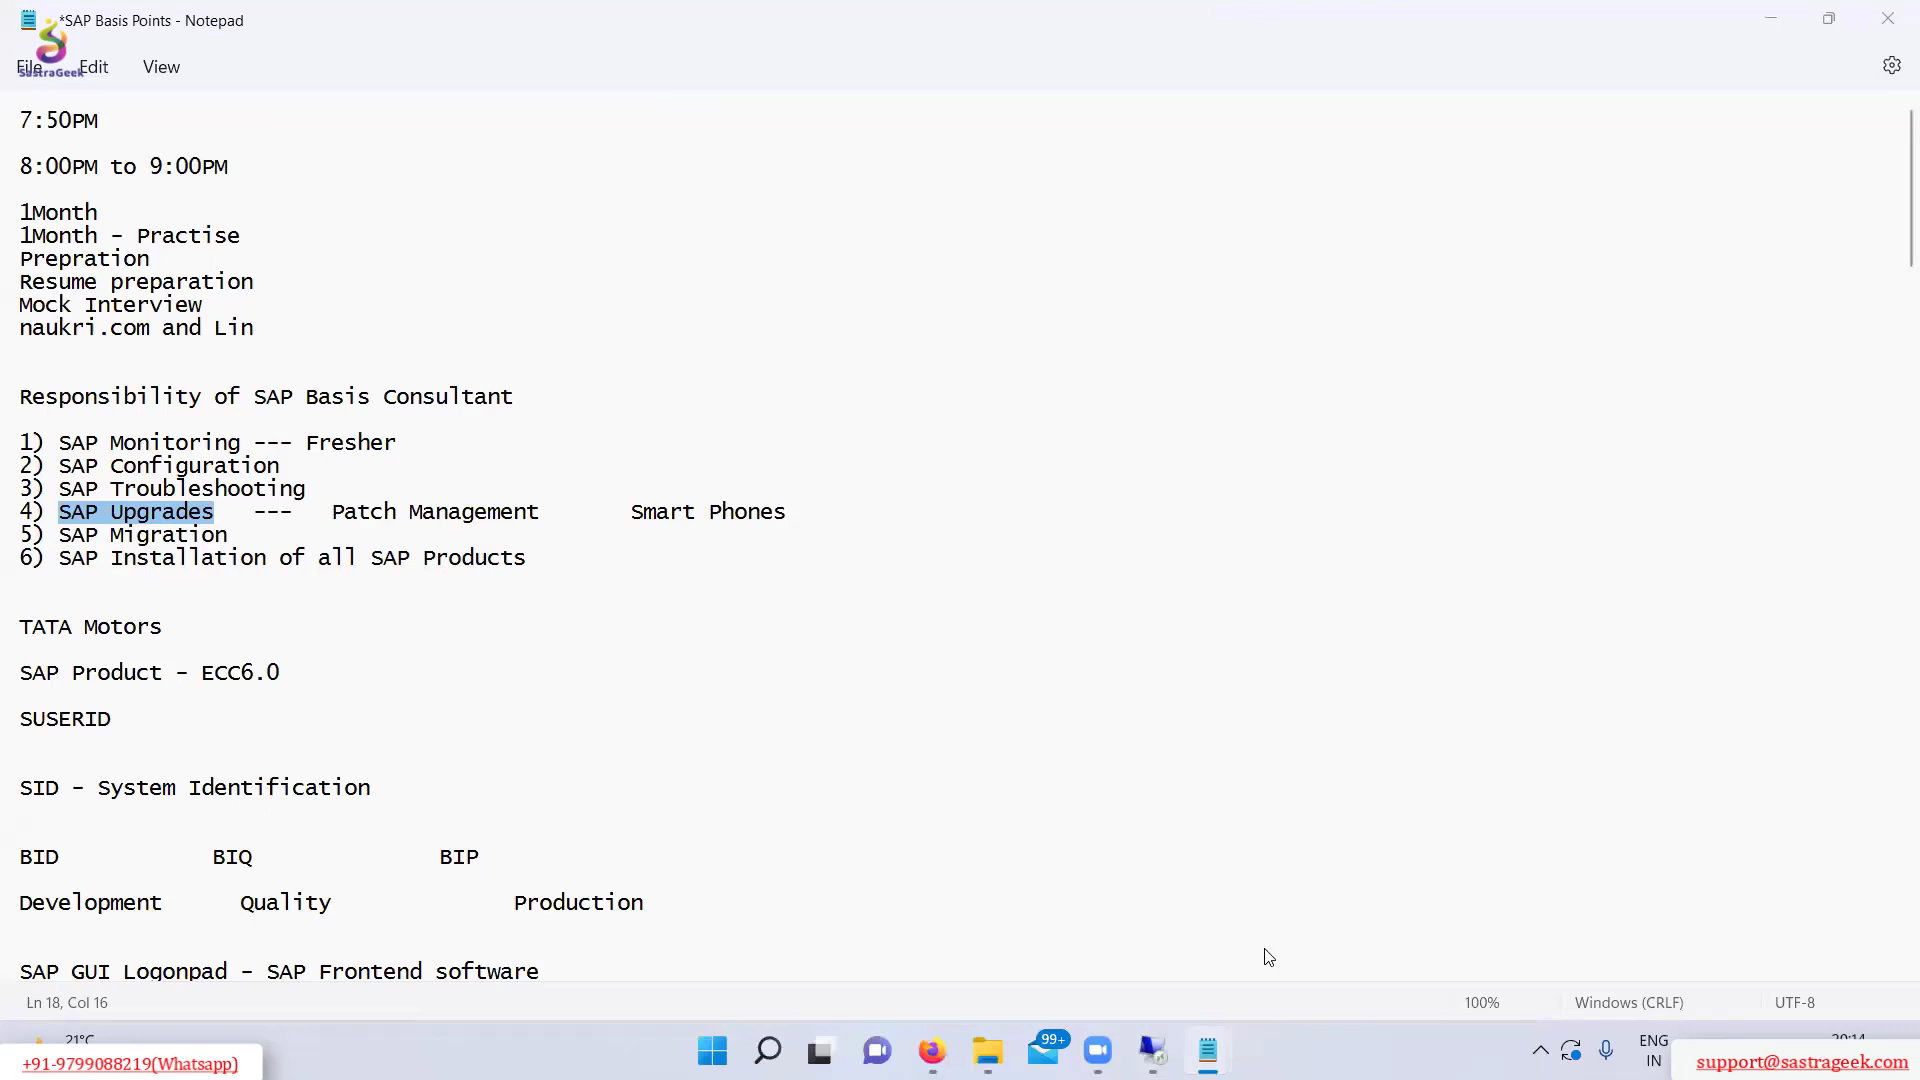 *SAP Basis Points - Notepad
SastraGeek
File Edit View
7:50PM
8:00PM to 9:00PM
1Month
1Month - Practise
Prepration
Resume preparation
Mock Interview
naukri.com and Lin
Responsibility of SAP Basis Consultant
1) SAP Monitoring --- Fresher
2) SAP Configuration
3) SAP Troubleshooting
4) SAP Upgrades --- Patch Management Smart Phones
5) SAP Migration
6) SAP Installation of all SAP Products
TATA Motors
SAP Product - ECC6.0
SUSERID
SID - System Identification
BID BIQ BIP
Development Quality Production
SAP GUI Logonpad - SAP Frontend software
Ln 18, Col 16 100% Windows (CRLF) UTF-8
21°C 99+ ENG 20:14
IN
+91-9799088219(Whatsapp) support@sastrageek.com